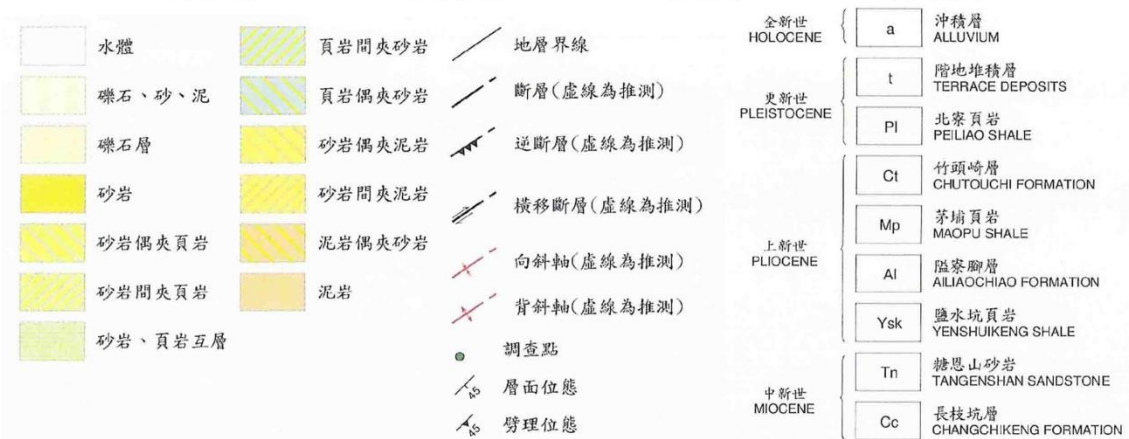 水體
礫石、砂、泥
礫石層
砂岩
砂岩偶夾頁岩
砂岩間夾頁岩
砂岩、頁岩互層
頁岩間夾砂岩
頁岩偶夾砂岩
砂岩偶夾泥岩
砂岩間夾泥岩
泥岩偶夾砂岩
泥岩
地層界線
斷層(虛線為推測)
逆斷層(虛線為推測)
橫移斷層(虛線為推測)
向斜軸(虛線為推測)
背斜軸(虛線為推測)
調查點
45 層面位態
45 劈理位態
全新世
HOLOCENE
a
沖積層
ALLUVIUM
更新世
PLEISTOCENE
t
階地堆積層
TERRACE DEPOSITS
Pl
北寮頁岩
PEILIAO SHALE
上新世
PLIOCENE
Ct
竹頭崎層
CHUTOUCHI FORMATION
Mp
茅埔頁岩
MAOPU SHALE
Al
隘寮腳層
AILIAOCHIAO FORMATION
Ysk
鹽水坑頁岩
YENSHUIKENG SHALE
中新世
MIOCENE
Tn
糖恩山砂岩
TANGENSHAN SANDSTONE
Cc
長枝坑層
CHANGCHIKENG FORMATION